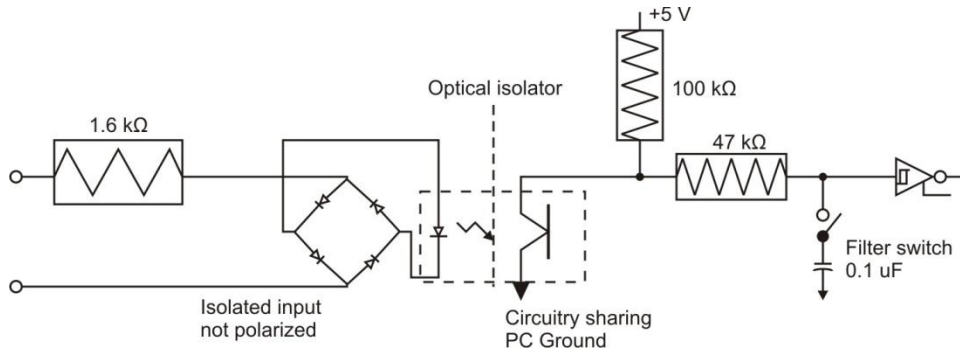 +5 V
Optical isolator
100 kΩ
1.6 kΩ
47 kΩ
Filter switch
0.1 uF
Isolated input
not polarized
Circuitry sharing
PC Ground